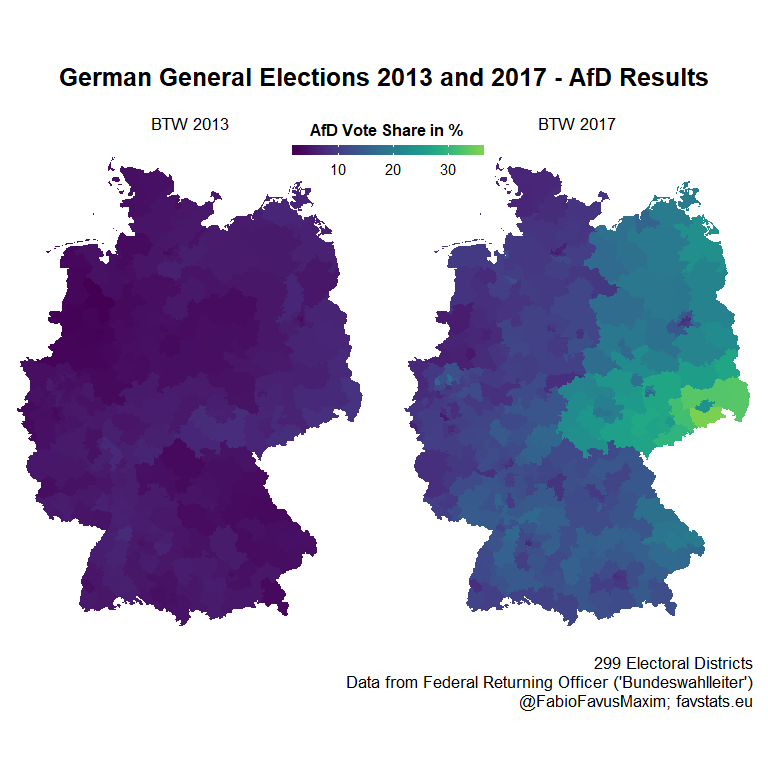 German General Elections 2013 and 2017 - AfD Results
BTW 2013
AfD Vote Share in %
BTW 2017
10 20 30
299 Electoral Districts
Data from Federal Returning Officer ('Bundeswahlleiter')
@FabioFavusMaxim; favstats.eu